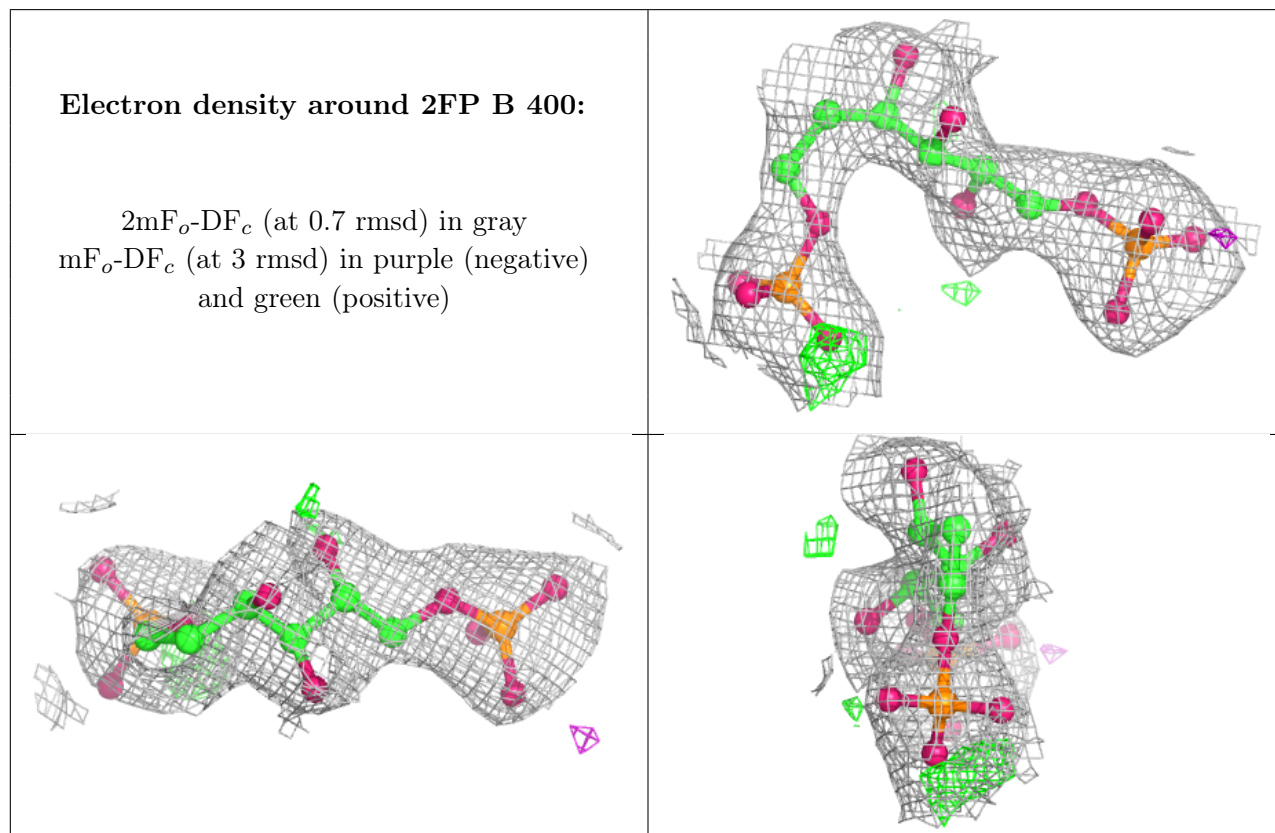 Electron density around 2FP B 400:
2mFo-DFc (at 0.7 rmsd) in gray
mFo-DFc (at 3 rmsd) in purple (negative)
and green (positive)